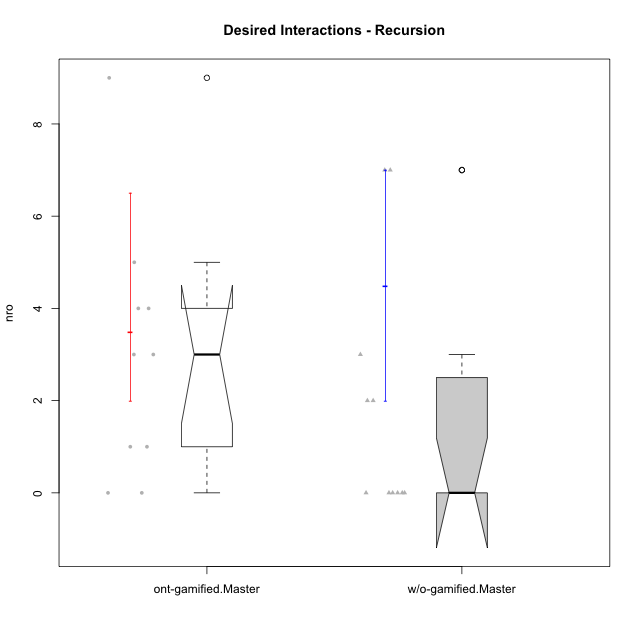 Desired Interactions - Recursion
nro
8
6
4
2
0
ont-gamified.Master
w/o-gamified.Master